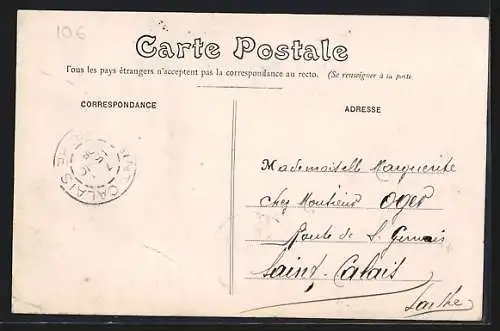 106
Carte Postale
Tous les pays étrangers n'acceptent pas la correspondance au recto. (Se renseigner à la poste
CORRESPONDANCE
ADRESSE
CALAIS
Mademoiselle Marguerite
chez Monsieur Oger
Route de S. Gervais
Saint-Calais
Sarthe